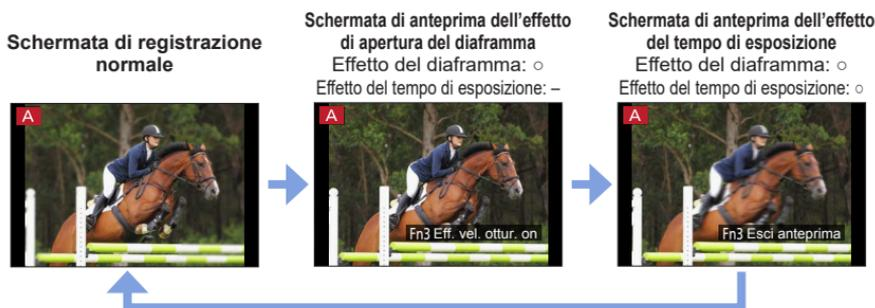 Schermata di registrazione
normale
A
Schermata di anteprima dell'effetto
di apertura del diaframma
Effetto del diaframma: ○
Effetto del tempo di esposizione: –
A
Fn3 Eff. vel. ottur. on
Schermata di anteprima dell'effetto
del tempo di esposizione
Effetto del diaframma: ○
Effetto del tempo di esposizione: ○
A
Fn3 Esci anteprima